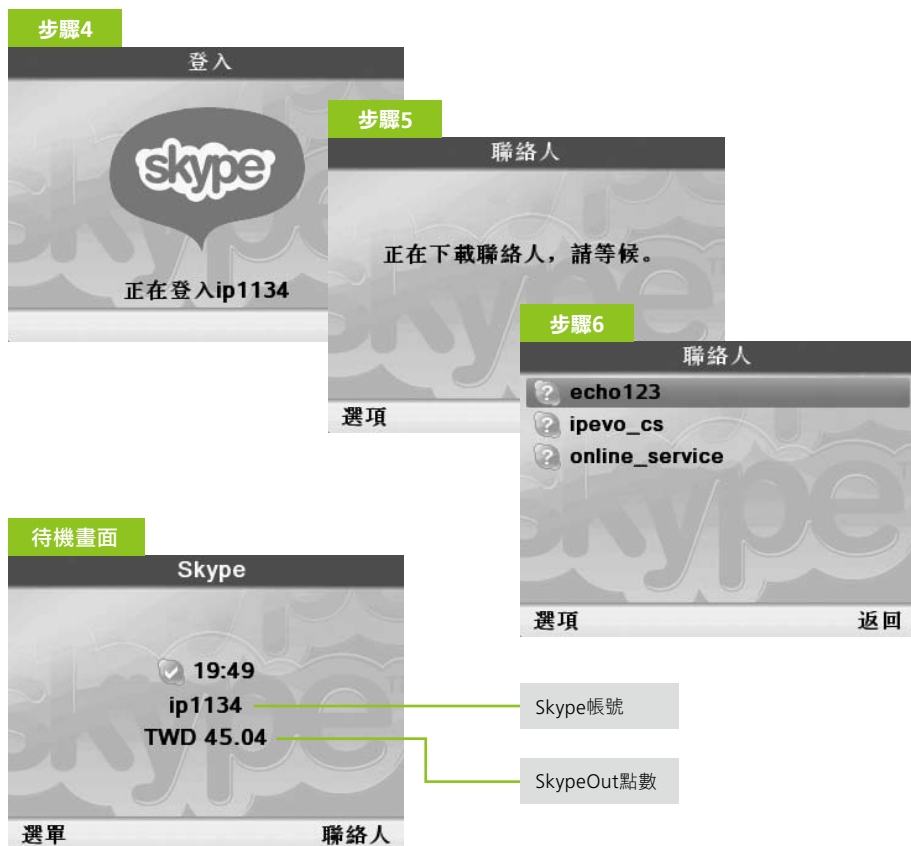 步驟4
登入
skype
正在登入ip1134
步驟5
聯絡人
正在下載聯絡人，請等候。
選項
步驟6
聯絡人
echo123
ipevo_cs
online_service
選項 返回
待機畫面
Skype
19:49
ip1134
TWD 45.04
選單 聯絡人
Skype帳號
SkypeOut點數